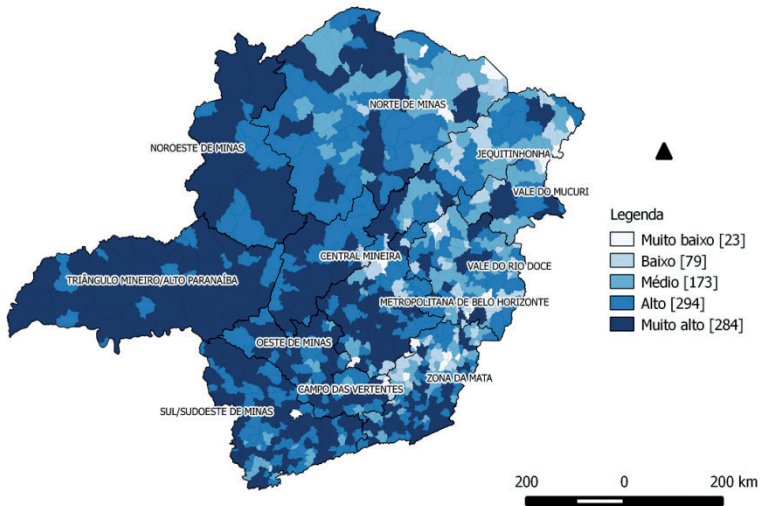 NORTE DE MINAS
NOROESTE DE MINAS
JEQUITINHONHA
VALE DO MUCURI
CENTRAL MINEIRA
VALE DO RIO DOCE
TRIÂNGULO MINEIRO/ALTO PARANAÍBA
METROPOLITANA DE BELO HORIZONTE
OESTE DE MINAS
ZONA DA MATA
CAMPO DAS VERTENTES
SUL/SUDOESTE DE MINAS
Legenda
Muito baixo [23]
Baixo [79]
Médio [173]
Alto [294]
Muito alto [284]
200 0 200 km